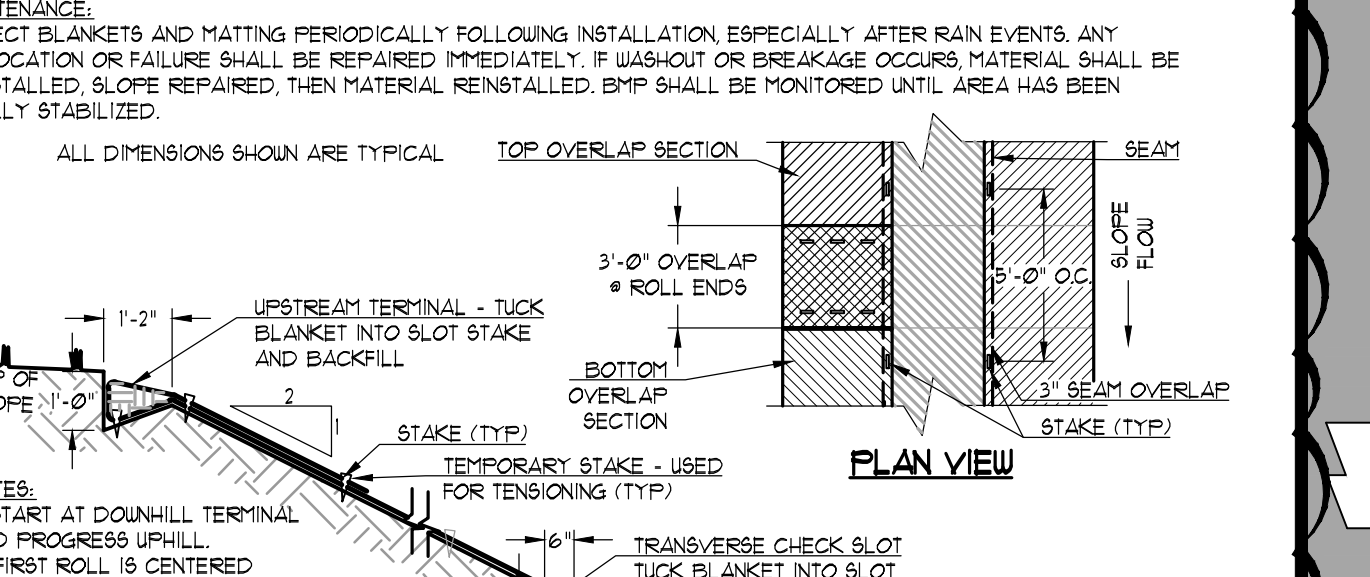 TENANCE:
ECT BLANKETS AND MATTING PERIODICALLY FOLLOWING INSTALLATION, ESPECIALLY AFTER RAIN EVENTS. ANY
OCATION OR FAILURE SHALL BE REPAIRED IMMEDIATELY. IF WASHOUT OR BREAKAGE OCCURS, MATERIAL SHALL BE
STALLED, SLOPE REPAIRED, THEN MATERIAL REINSTALLED. BMP SHALL BE MONITORED UNTIL AREA HAS BEEN
LLY STABILIZED.
ALL DIMENSIONS SHOWN ARE TYPICAL
TOP OVERLAP SECTION
SEAM
SLOPE
FLOW
3'-0" OVERLAP
@ ROLL ENDS
5'-0" O.C.
1'-2"
UPSTREAM TERMINAL - TUCK
BLANKET INTO SLOT STAKE
AND BACKFILL
P OF
OPE
1'-0"
2
1
BOTTOM
OVERLAP
SECTION
3" SEAM OVERLAP
STAKE (TYP)
STAKE (TYP)
PLAN VIEW
TEMPORARY STAKE - USED
FOR TENSIONING (TYP)
TES:
START AT DOWNHILL TERMINAL
D PROGRESS UPHILL.
FIRST ROLL IS CENTERED
6"
TRANSVERSE CHECK SLOT
TUCK BLANKET INTO SLOT